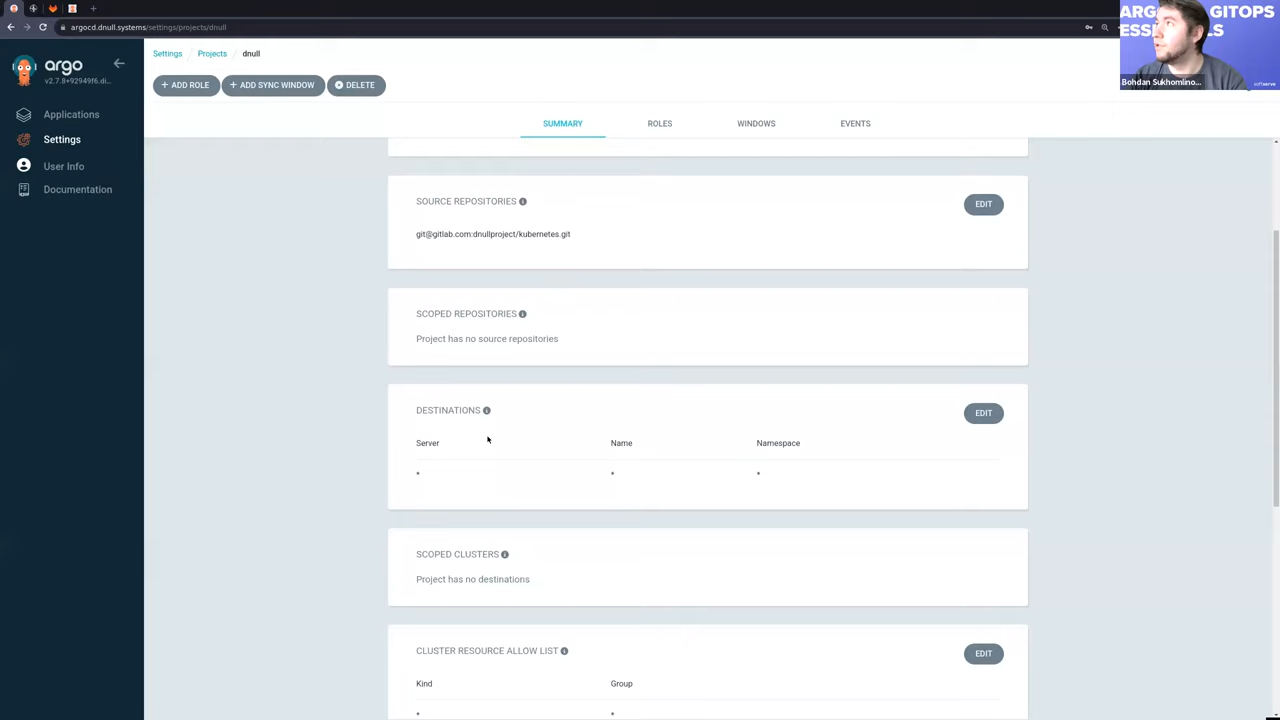 argocd.dnull.systems/settings/projects/dnull
argo
v2.7.8+92949f6.di...
Applications
Settings
User Info
Documentation
Settings / Projects / dnull
+ ADD ROLE
+ ADD SYNC WINDOW
DELETE
SUMMARY
ROLES
WINDOWS
EVENTS
SOURCE REPOSITORIES
EDIT
git@gitlab.com:dnullproject/kubernetes.git
SCOPED REPOSITORIES
Project has no source repositories
DESTINATIONS
EDIT
Server Name Namespace
* * *
SCOPED CLUSTERS
Project has no destinations
CLUSTER RESOURCE ALLOW LIST
EDIT
Kind Group
* *
GITOPS
Bohdan Sukhomlino...
softserve